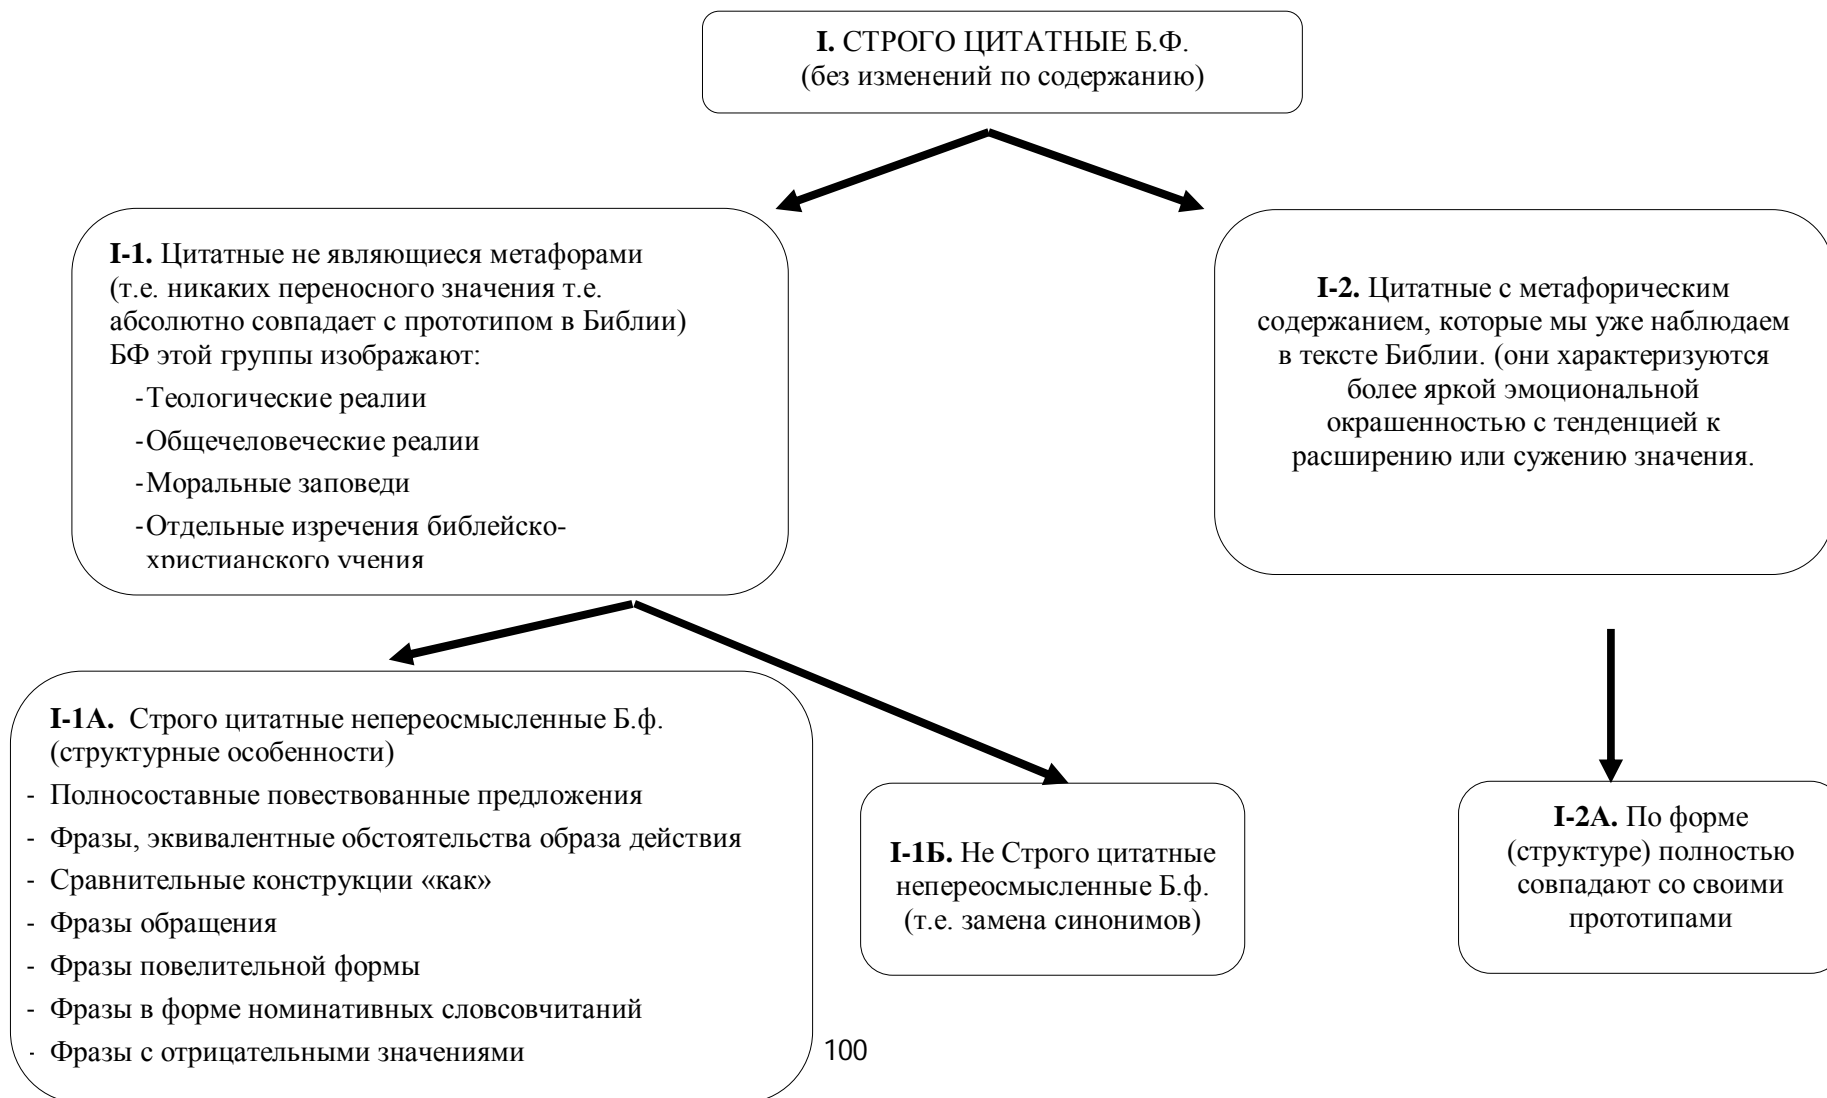 I. СТРОГО ЦИТАТНЫЕ Б.Ф.
(без изменений по содержанию)
I-1. Цитатные не являющиеся метафорами
(т.е. никаких переносного значения т.е.
абсолютно совпадает с прототипом в Библии)
БФ этой группы изображают:
-Теологические реалии
-Общечеловеческие реалии
-Моральные заповеди
-Отдельные изречения библейско-
христианского учения
I-2. Цитатные с метафорическим
содержанием, которые мы уже наблюдаем
в тексте Библии. (они характеризуются
более яркой эмоциональной
окрашенностью с тенденцией к
расширению или сужению значения.
I-1А. Строго цитатные непереосмысленные Б.ф.
(структурные особенности)
- Полносоставные повествованные предложения
- Фразы, эквивалентные обстоятельства образа действия
- Сравнительные конструкции «как»
- Фразы обращения
- Фразы повелительной формы
- Фразы в форме номинативных словсовчитаний
- Фразы с отрицательными значениями
I-1Б. Не Строго цитатные
непереосмысленные Б.ф.
(т.е. замена синонимов)
I-2А. По форме
(структуре) полностью
совпадают со своими
прототипами
100